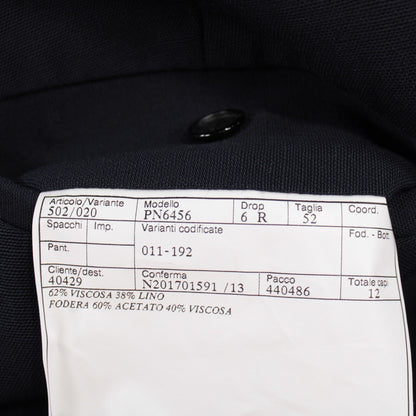 Articolo/Variante Modello Drop Taglia Coord.
502/020 PN6456 6 R 52
Spacchi Imp. Varianti codificate Fod. - Bott
Pant. 011-192
Cliente/dest. Conferma Pacco Totale capi
40429 N201701591 /13 440486 12
62% VISCOSA 38% LINO
FODERA 60% ACETATO 40% VISCOSA